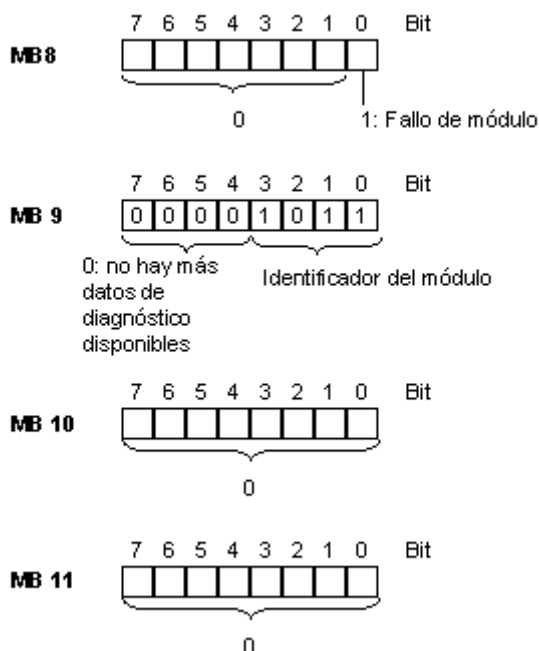 7 6 5 4 3 2 1 0 Bit
MB8
0 1: Fallo de módulo
7 6 5 4 3 2 1 0 Bit
MB 9 0 0 0 0 1 0 1 1
0: no hay más
datos de
diagnóstico
disponibles
Identificador del módulo
7 6 5 4 3 2 1 0 Bit
MB 10
0
7 6 5 4 3 2 1 0 Bit
MB 11
0